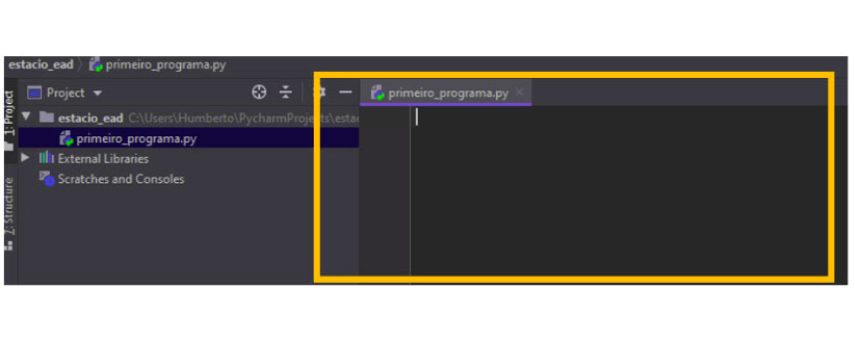 estacio_ead primeiro_programa.py
Project
primeiro_programa.py
1: Project
estacio_ead C:\Users\Humberto\PycharmProjects\estac
primeiro_programa.py
External Libraries
Scratches and Consoles
Z: Structure